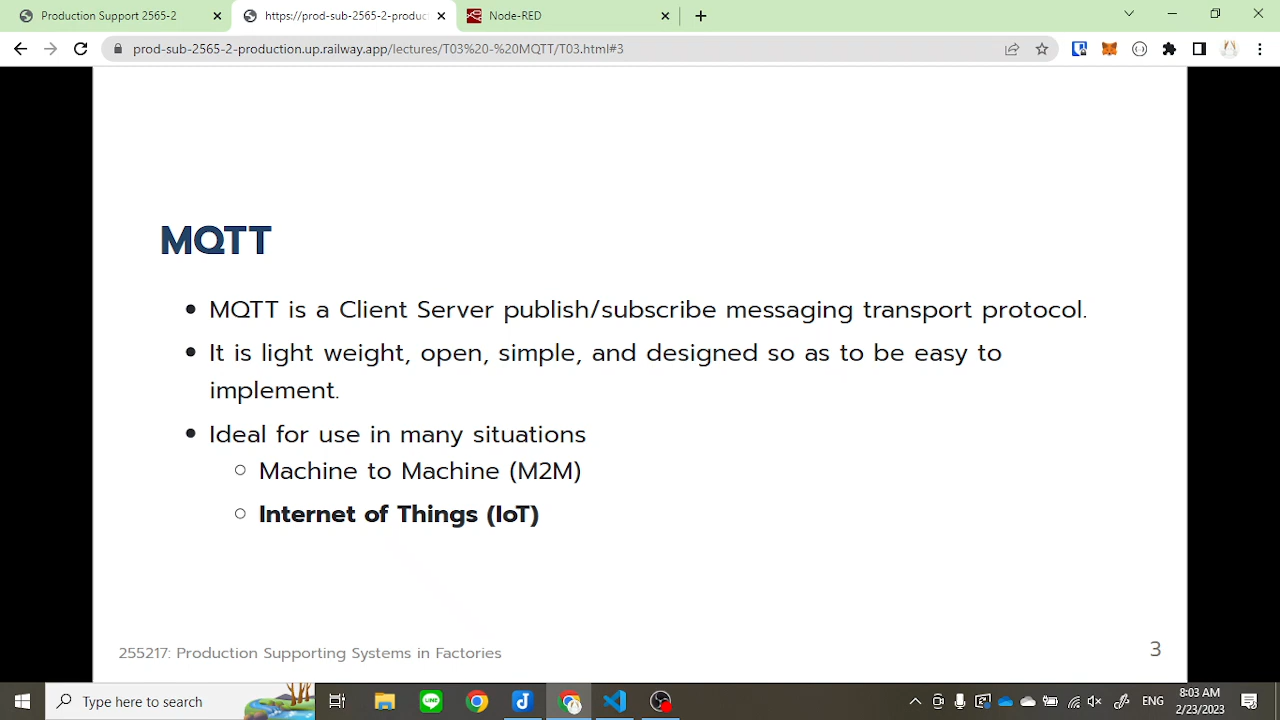 Production Support 2565-2
https://prod-sub-2565-2-produc
Node-RED
prod-sub-2565-2-production.up.railway.app/lectures/T03%20-%20MQTT/T03.html#3
MQTT
MQTT is a Client Server publish/subscribe messaging transport protocol.
It is light weight, open, simple, and designed so as to be easy to
implement.
Ideal for use in many situations
Machine to Machine (M2M)
Internet of Things (IoT)
255217: Production Supporting Systems in Factories
3
Type here to search
ENG
8:03 AM
2/23/2023